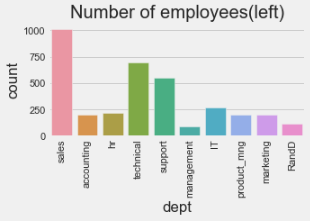 Number of employees(left)
count
1000
750
500
250
0
sales
accounting
hr
technical
support
management
IT
product_mng
marketing
RandD
dept